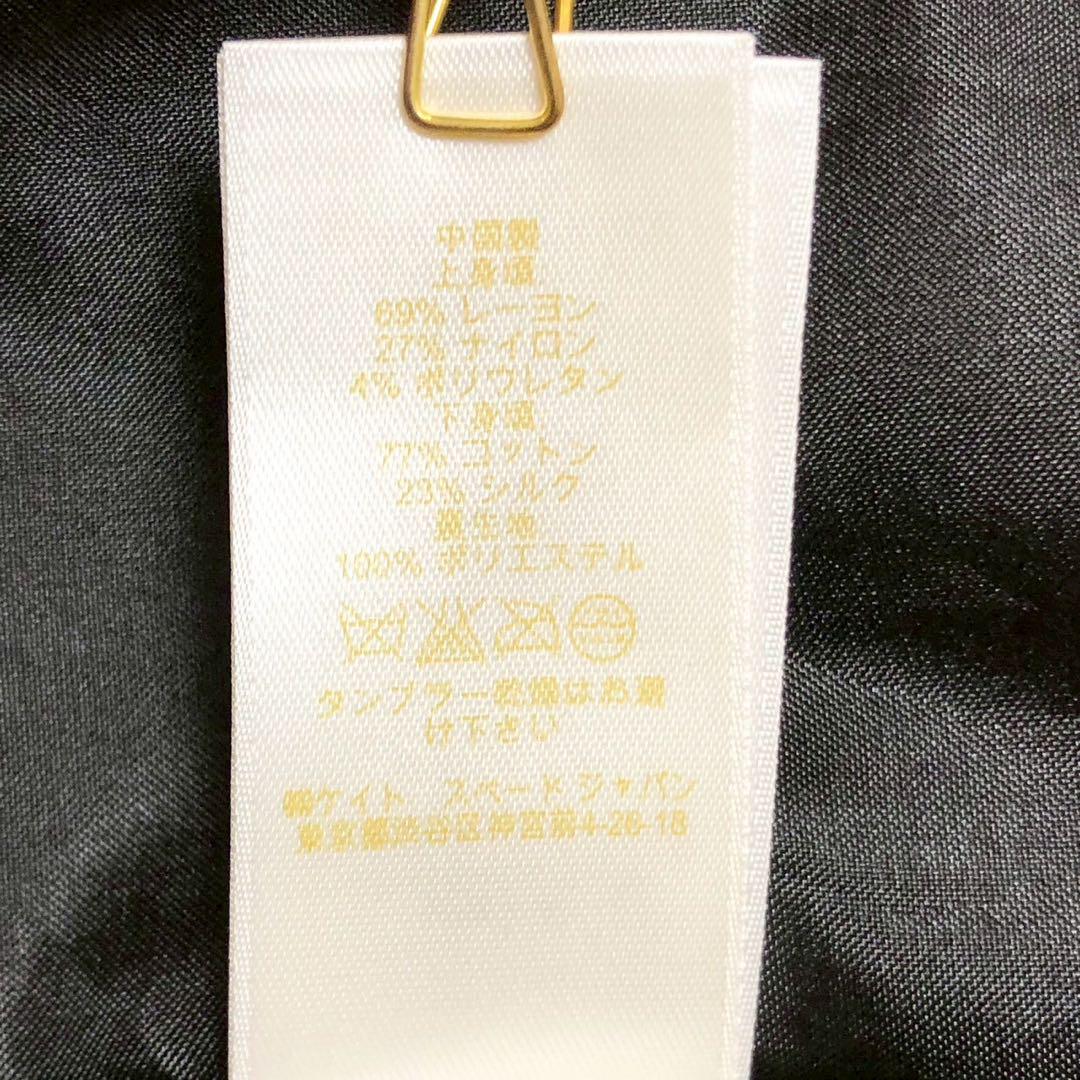 中国製
上身頃
69% レーヨン
27% ナイロン
4% ポリウレタン
下身頃
77% コットン
23% シルク
裏生地
100% ポリエステル
タンブラー乾燥はお避
け下さい
㈱ケイト　スペードジャパン
東京都渋谷区神宮前4-26-18